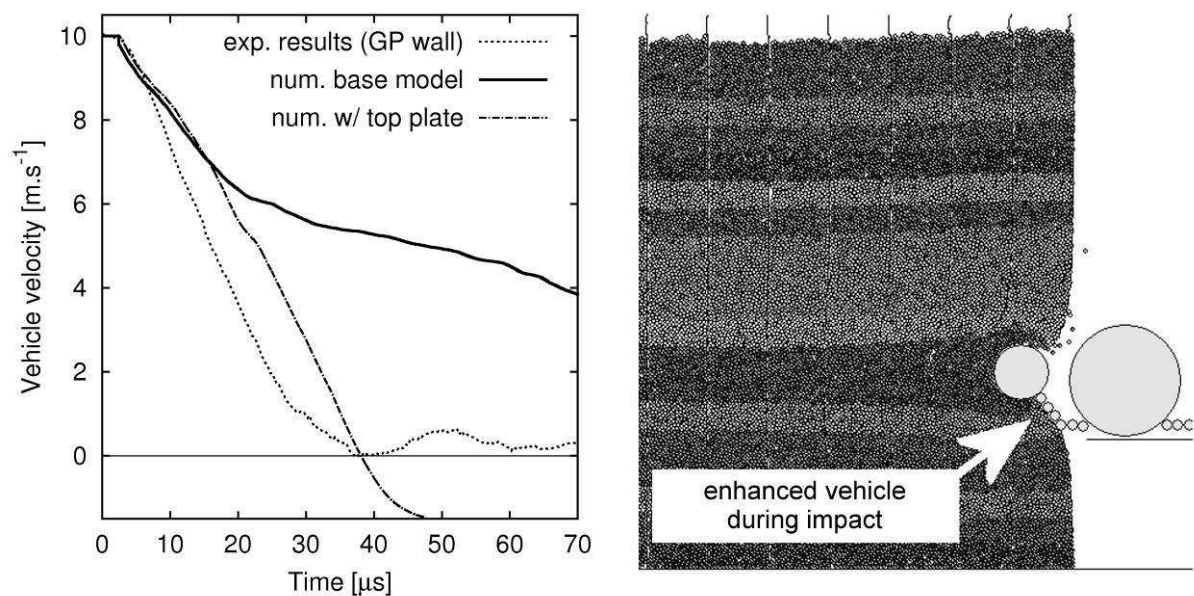 exp. results (GP wall)
num. base model
num. w/ top plate
Vehicle velocity [m.s⁻¹]
10
8
6
4
2
0
0 10 20 30 40 50 60 70
Time [µs]
enhanced vehicle
during impact